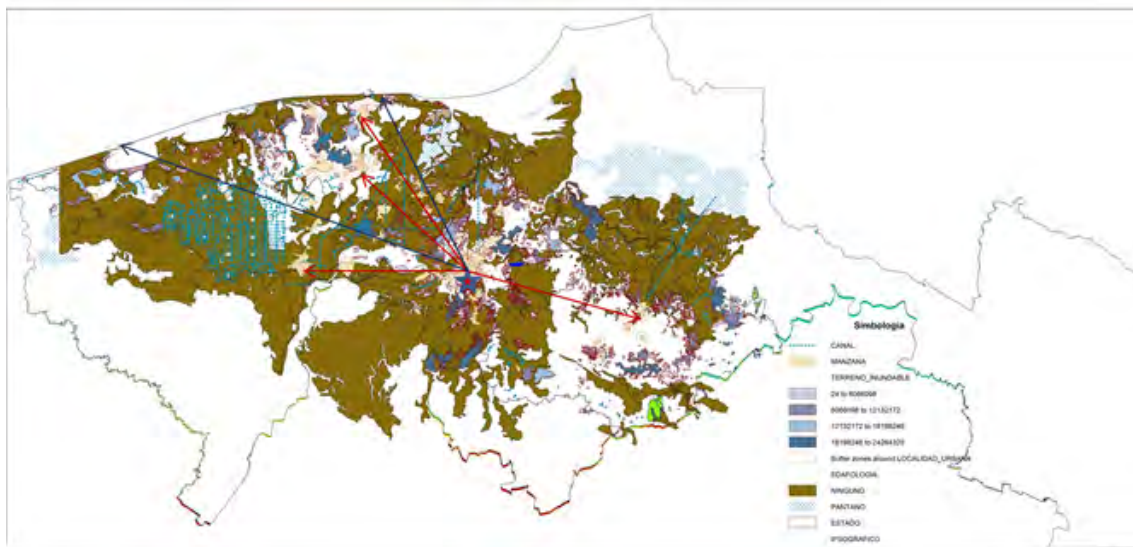 Simbología
CANAL
MANZANA
TERRENO_INUNDABLE
24 to 6066098
6066098 to 12132172
12132172 to 18198246
18198246 to 24264320
Buffer zones around LOCALIDAD_URBANA
EDAFOLOGIA
NINGUNO
PANTANO
ESTADO